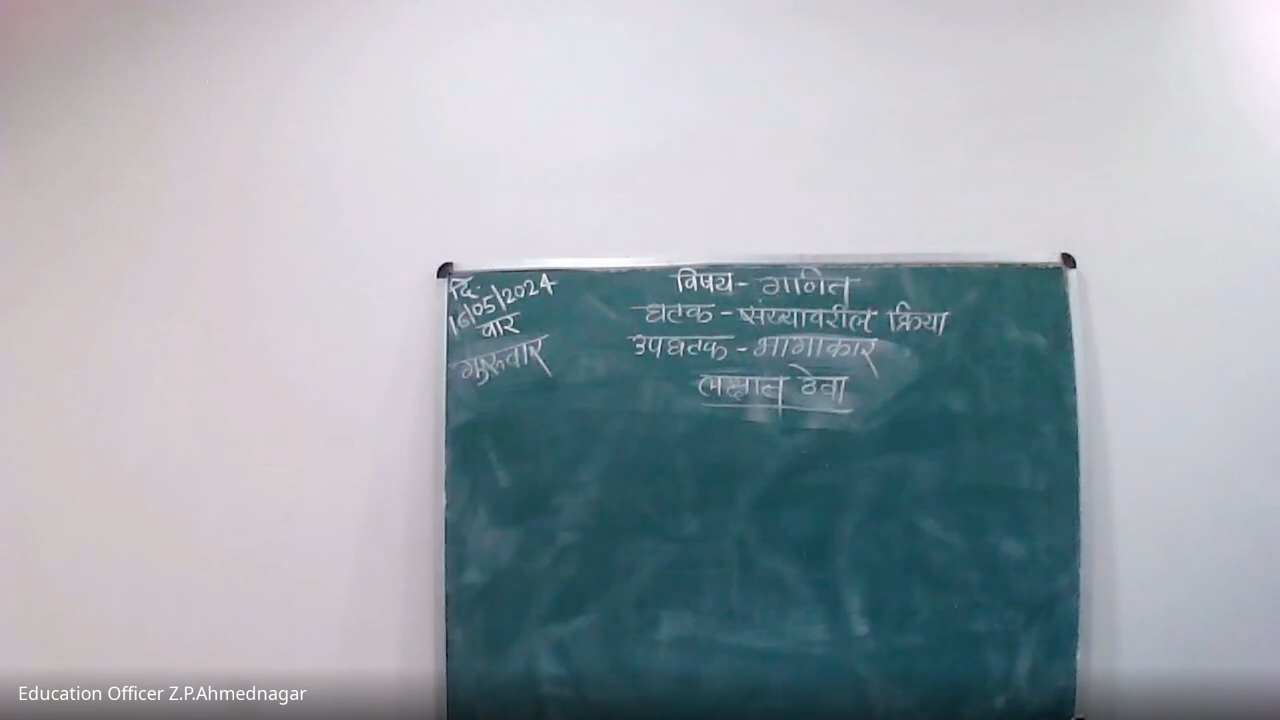 दि.
16/05/2024
वार
गुरुवार
विषय - गणित
घटक - संख्यावरील क्रिया
उपघटक - भागाकार
लक्षात ठेवा
Education Officer Z.P.Ahmednagar